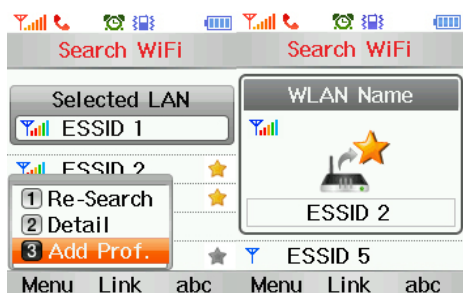 Search WiFi
Selected LAN
ESSID 1
ESSID 2
1 Re-Search
2 Detail
3 Add Prof.
Menu Link abc
Search WiFi
WLAN Name
ESSID 2
ESSID 5
Menu Link abc